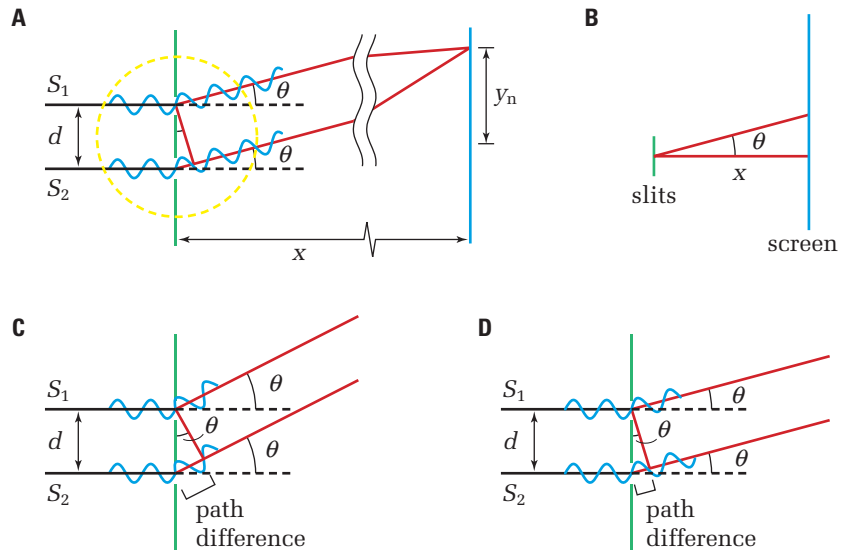 A
B
S₁
θ
yₙ
d
θ
θ
S₂
x
slits
x
screen
C
D
S₁
θ
S₁
θ
d
θ
d
θ
θ
θ
S₂
S₂
path
difference
path
difference